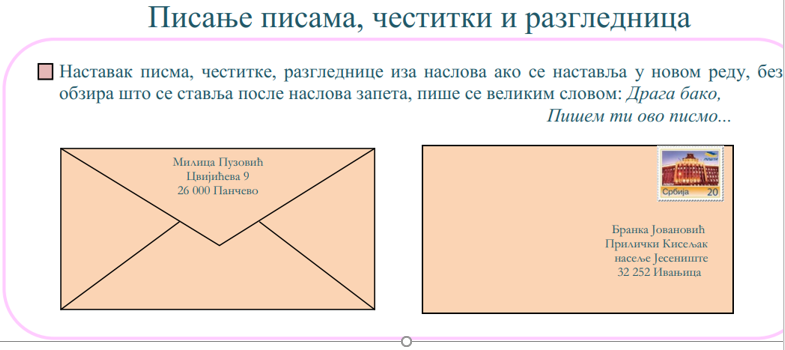 Писање писама, честитки и разгледница
Наставак писма, честитке, разгледнице иза наслова ако се наставља у новом реду, без
обзира што се ставља после наслова запета, пише се великим словом: Драга бако,
Пишем ти ово писмо...
Милица Пузовић
Цвијићева 9
26 000 Панчево
Србија 20
Бранка Јовановић
Прилички Кисељак
насеље Јесениште
32 252 Ивањица